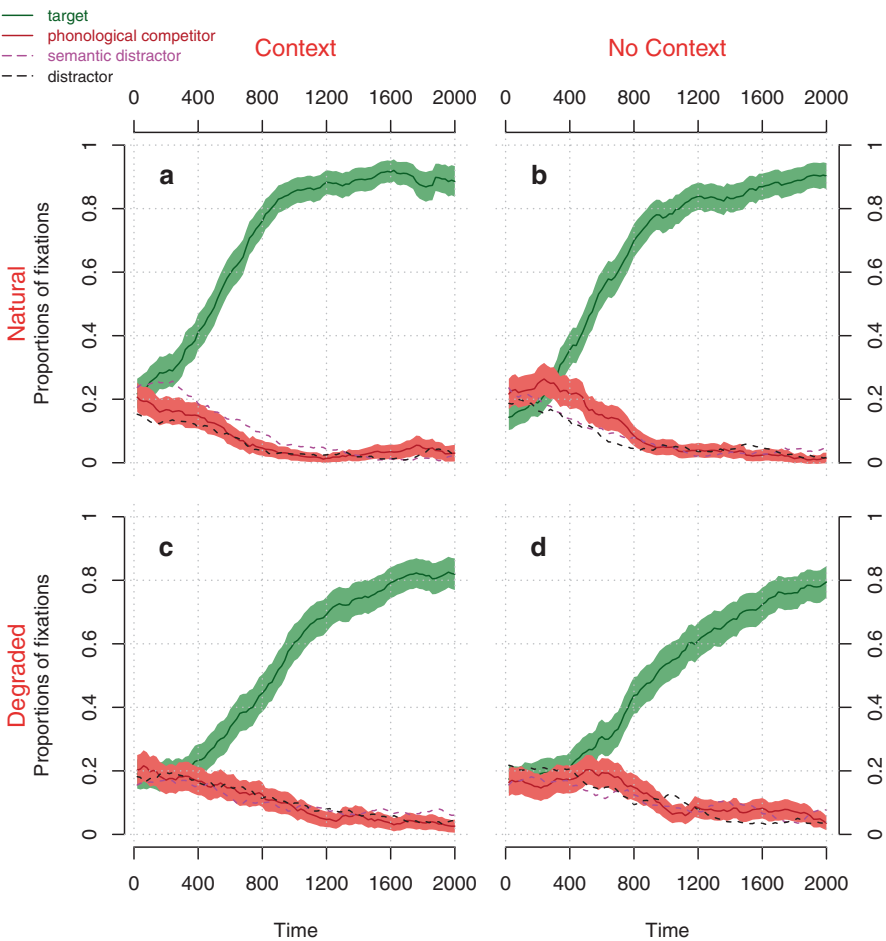 target
phonological competitor
semantic distractor
distractor
Context
No Context
0 400 800 1200 1600 2000
0 400 800 1200 1600 2000
Natural
Proportions of fixations
0 0.2 0.4 0.6 0.8 1
a
b
0 0.2 0.4 0.6 0.8 1
Degraded
Proportions of fixations
0 0.2 0.4 0.6 0.8 1
c
d
0 0.2 0.4 0.6 0.8 1
0 400 800 1200 1600 2000
0 400 800 1200 1600 2000
Time
Time